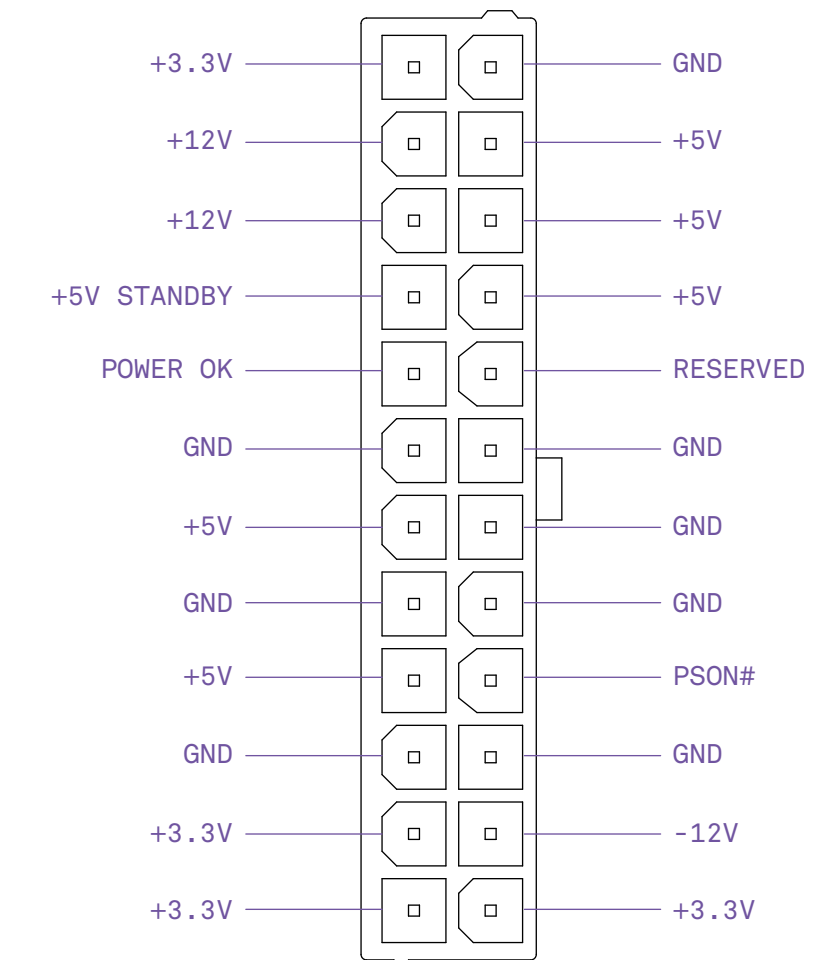 +3.3V GND
+12V +5V
+12V +5V
+5V STANDBY +5V
POWER OK RESERVED
GND GND
+5V GND
GND GND
+5V PSON#
GND GND
+3.3V -12V
+3.3V +3.3V